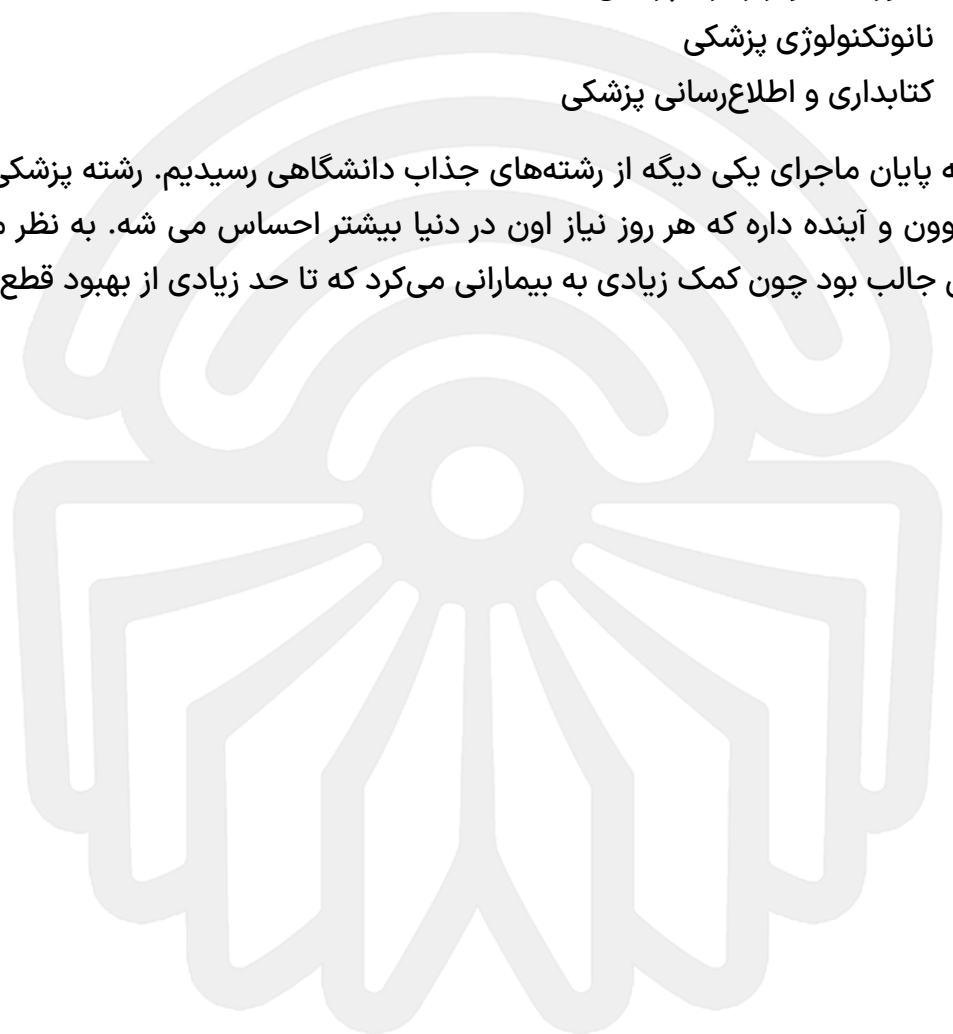 نانوتکنولوژی پزشکی
کتابداری و اطلاع‌رسانی پزشکی
ه پایان ماجرای یکی دیگه از رشته‌های جذاب دانشگاهی رسیدیم. رشته پزشکی
وون و آینده داره که هر روز نیاز اون در دنیا بیشتر احساس می شه. به نظر
جالب بود چون کمک زیادی به بیمارانی می‌کرد که تا حد زیادی از بهبود قطع